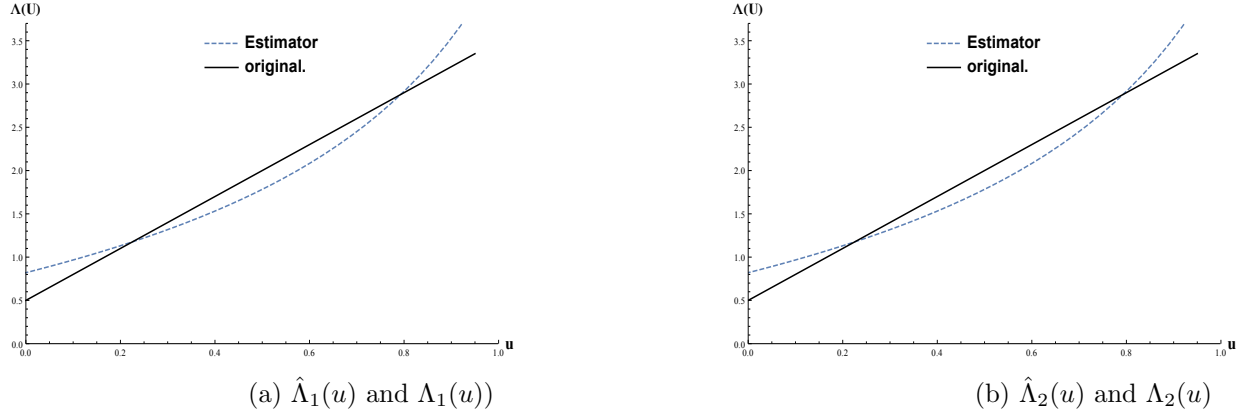 Λ(U)
Estimator
original.
3.5
3.0
2.5
2.0
1.5
1.0
0.5
0.0
0.0 0.2 0.4 0.6 0.8 1.0 u
(a) Λ̂₁(u) and Λ₁(u))
Λ(U)
Estimator
original.
3.5
3.0
2.5
2.0
1.5
1.0
0.5
0.0
0.0 0.2 0.4 0.6 0.8 1.0 u
(b) Λ̂₂(u) and Λ₂(u)